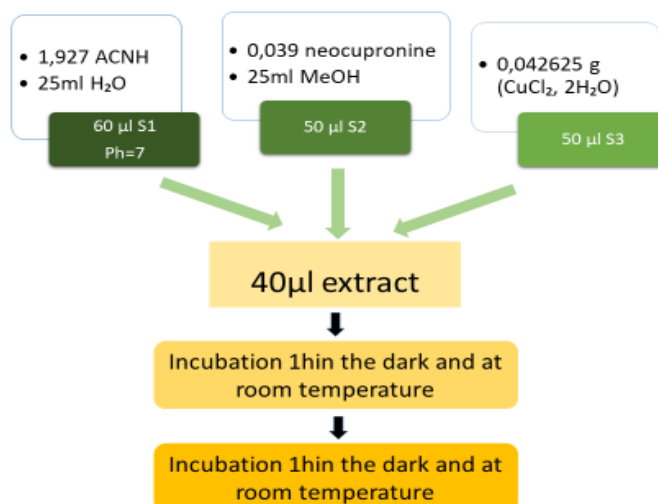 • 1,927 ACNH
• 25ml H₂O
60 µl S1
Ph=7
• 0,039 neocupronine
• 25ml MeOH
50 µl S2
• 0,042625 g
(CuCl₂, 2H₂O)
50 µl S3
40µl extract
Incubation 1hin the dark and at
room temperature
Incubation 1hin the dark and at
room temperature